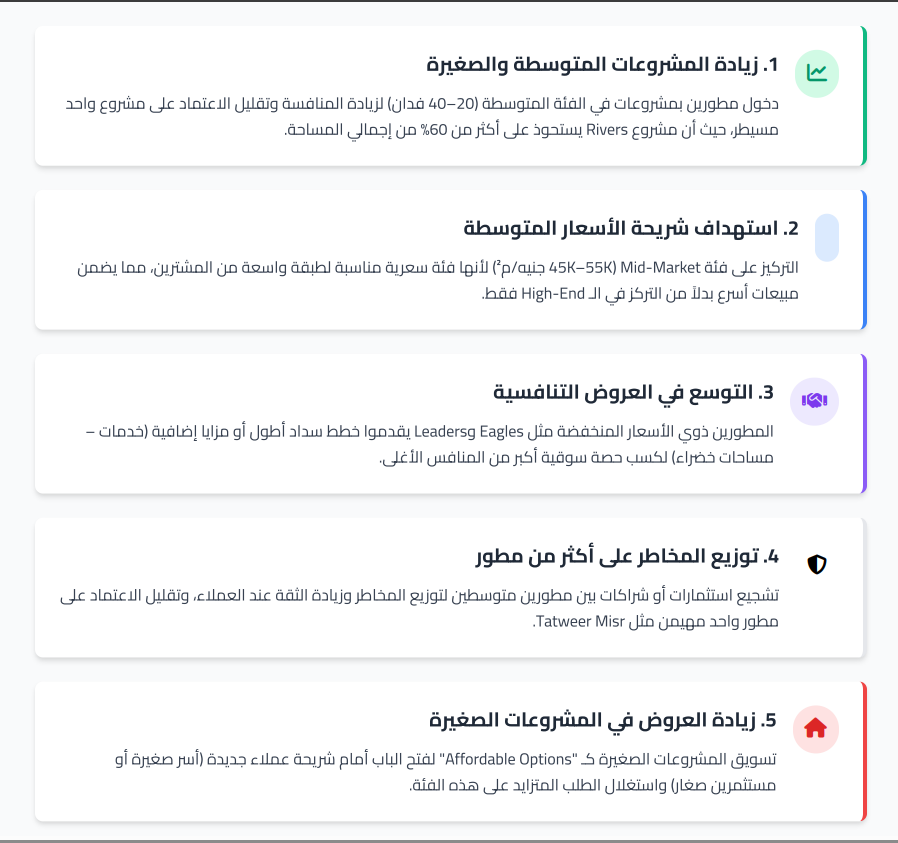 1. زيادة المشروعات المتوسطة والصغيرة
دخول مطورين بمشروعات في الفئة المتوسطة (20–40 فدان) لزيادة المنافسة وتقليل الاعتماد على مشروع واحد
مسيطر، حيث أن مشروع Rivers يستحوذ على أكثر من 60% من إجمالي المساحة.
2. استهداف شريحة الأسعار المتوسطة
التركيز على فئة Mid-Market (45K–55K جنيه/م²) لأنها فئة سعرية مناسبة لطبقة واسعة من المشترين، مما يضمن
مبيعات أسرع بدلاً من التركز في الـ High-End فقط.
3. التوسع في العروض التنافسية
المطورين ذوي الأسعار المنخفضة مثل Eagles وLeaders يقدموا خطط سداد أطول أو مزايا إضافية (خدمات –
مساحات خضراء) لكسب حصة سوقية أكبر من المنافس الأغلى.
4. توزيع المخاطر على أكثر من مطور
تشجيع استثمارات أو شراكات بين مطورين متوسطين لتوزيع المخاطر وزيادة الثقة عند العملاء، وتقليل الاعتماد على
مطور واحد مهيمن مثل Tatweer Misr.
5. زيادة العروض في المشروعات الصغيرة
تسويق المشروعات الصغيرة كـ "Affordable Options" لفتح الباب أمام شريحة عملاء جديدة (أسر صغيرة أو
مستثمرين صغار) واستغلال الطلب المتزايد على هذه الفئة.